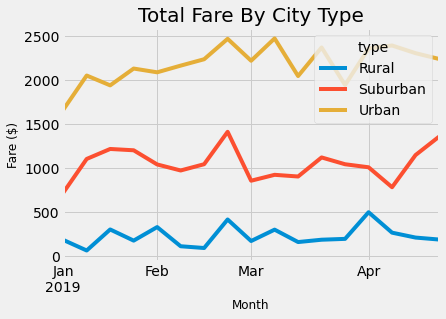 Total Fare By City Type
2500
2000
1500
1000
500
0
Fare ($)
type
Rural
Suburban
Urban
Jan
2019
Feb
Mar
Apr
Month